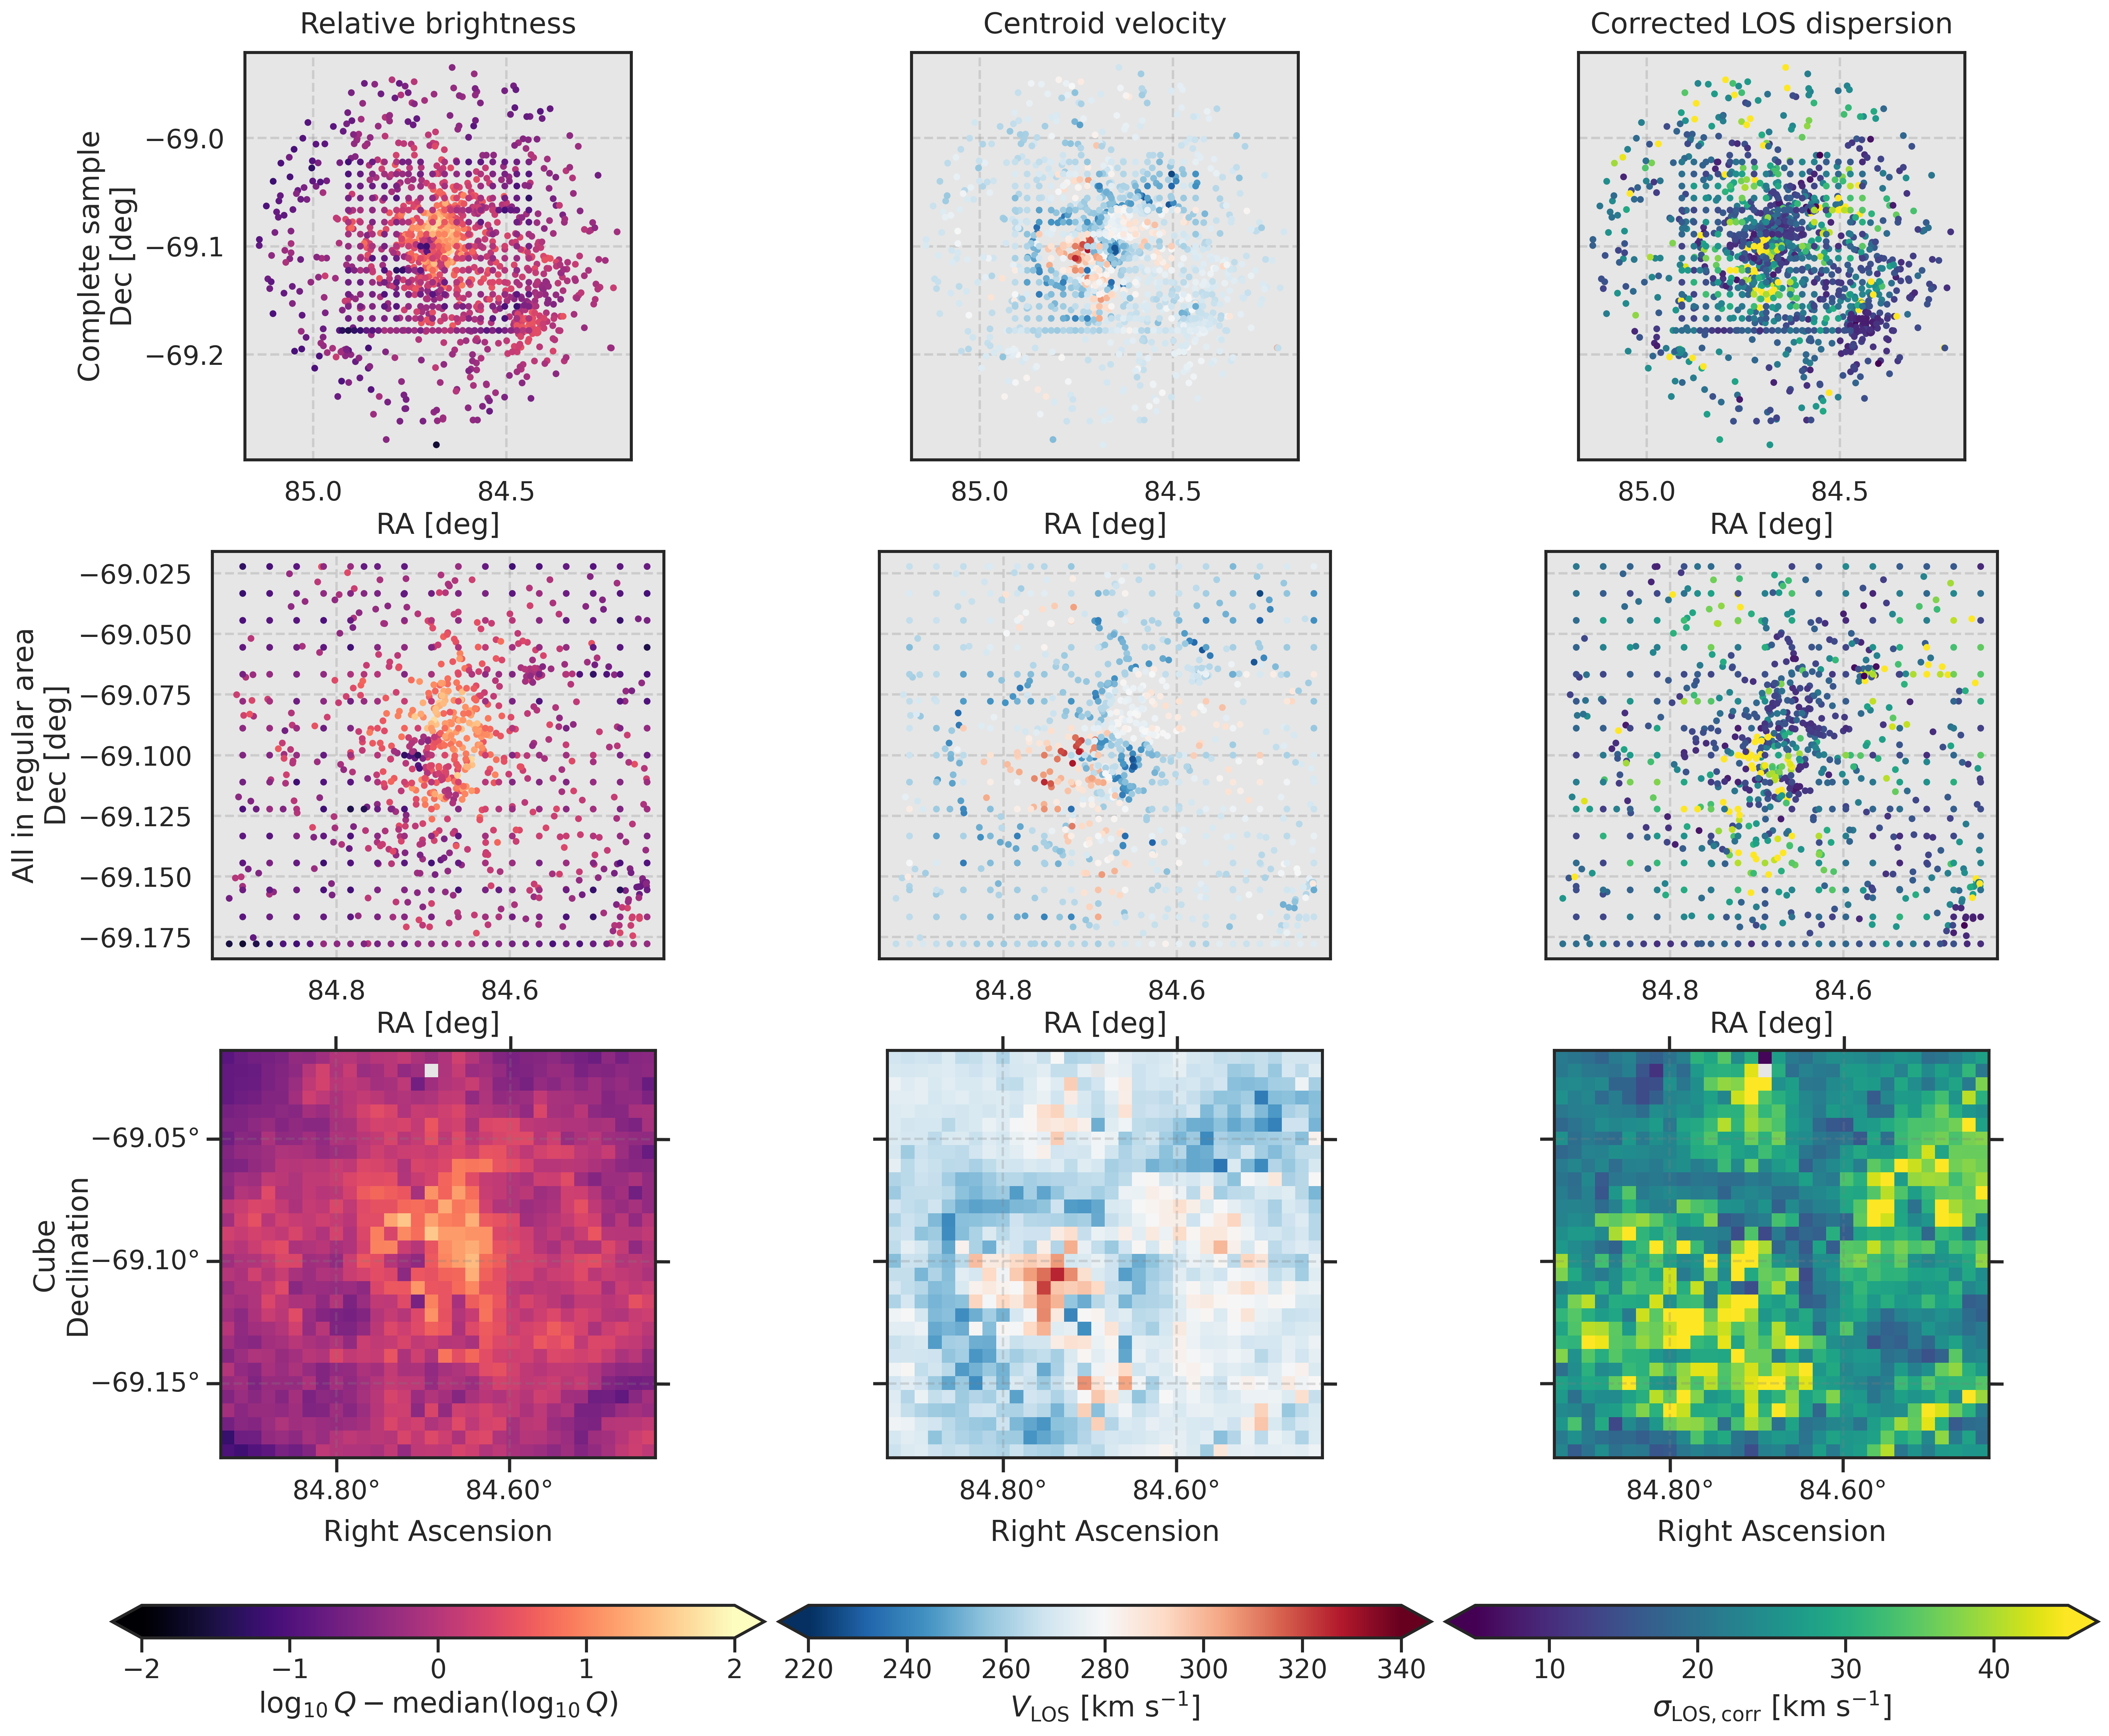 Relative brightness
Centroid velocity
Corrected LOS dispersion
Complete sample
Dec [deg]
−69.0
−69.1
−69.2
85.0 84.5
85.0 84.5
85.0 84.5
RA [deg]
RA [deg]
RA [deg]
All in regular area
Dec [deg]
−69.025
−69.050
−69.075
−69.100
−69.125
−69.150
−69.175
84.8 84.6
84.8 84.6
84.8 84.6
RA [deg]
RA [deg]
RA [deg]
Cube
Declination
−69.05°
−69.10°
−69.15°
84.80° 84.60°
84.80° 84.60°
84.80° 84.60°
Right Ascension
Right Ascension
Right Ascension
−2 −1 0 1 2
220 240 260 280 300 320 340
10 20 30 40
log₁₀ Q − median(log₁₀ Q)
V_LOS [km s⁻¹]
σ_LOS, corr [km s⁻¹]